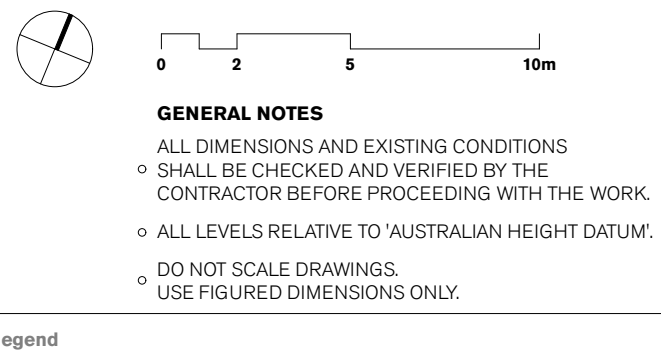 0 2 5 10m
GENERAL NOTES
ALL DIMENSIONS AND EXISTING CONDITIONS
SHALL BE CHECKED AND VERIFIED BY THE
CONTRACTOR BEFORE PROCEEDING WITH THE WORK.
ALL LEVELS RELATIVE TO 'AUSTRALIAN HEIGHT DATUM'.
DO NOT SCALE DRAWINGS.
USE FIGURED DIMENSIONS ONLY.
egend